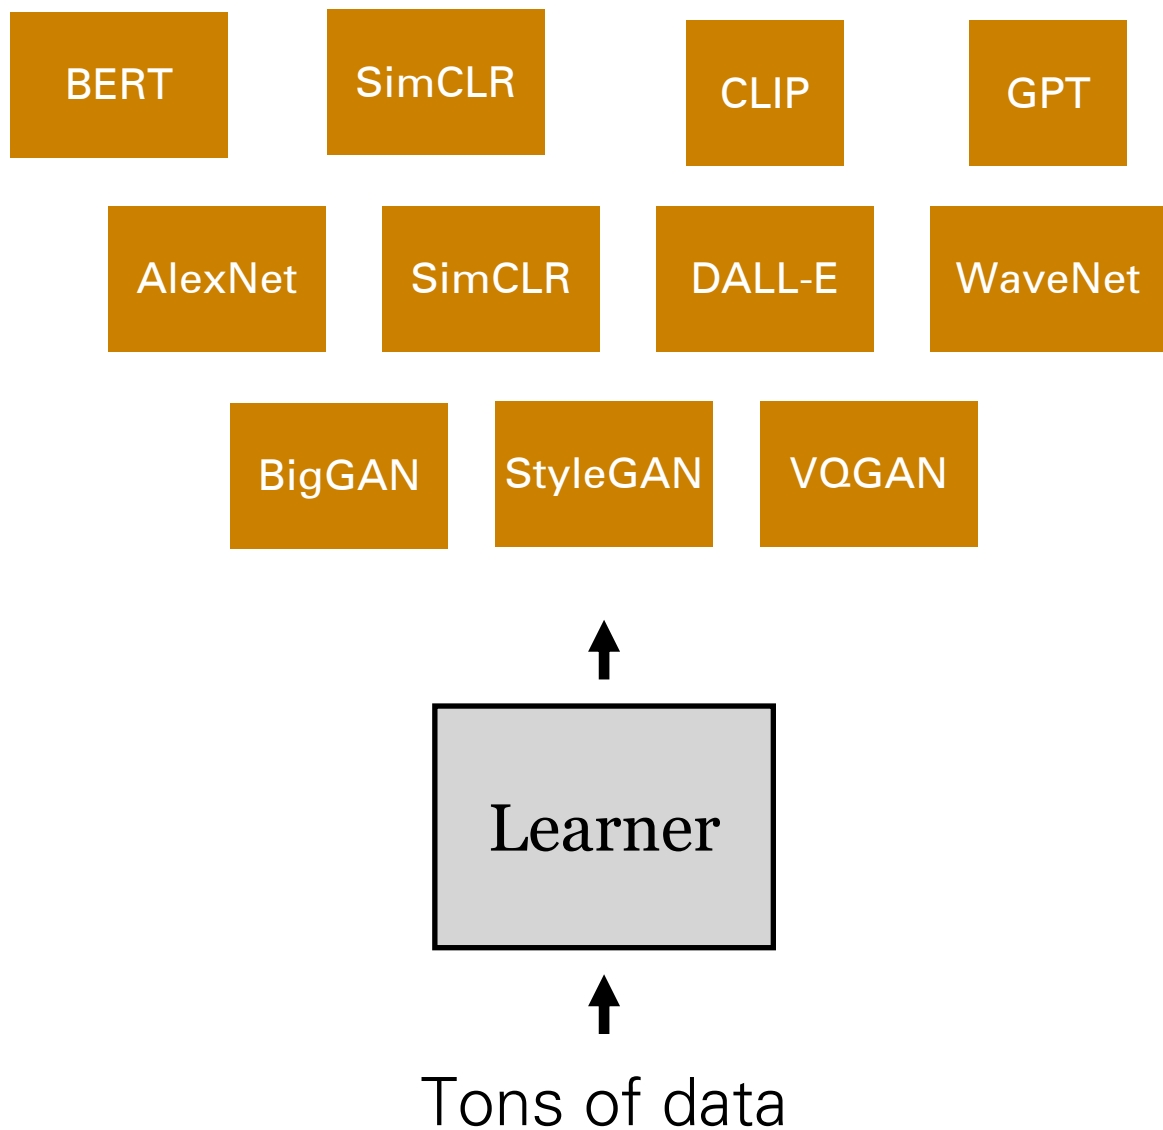 BERT
SimCLR
CLIP
GPT
AlexNet
SimCLR
DALL-E
WaveNet
BigGAN
StyleGAN
VQGAN
Learner
Tons of data